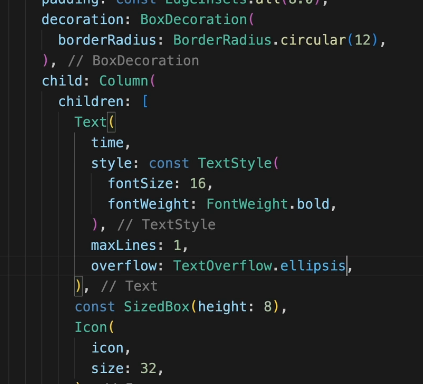 padding: const EdgeInsets.all(8.0),
decoration: BoxDecoration(
borderRadius: BorderRadius.circular(12),
), // BoxDecoration
child: Column(
children: [
Text(
time,
style: const TextStyle(
fontSize: 16,
fontWeight: FontWeight.bold,
), // TextStyle
maxLines: 1,
overflow: TextOverflow.ellipsis,
), // Text
const SizedBox(height: 8),
Icon(
icon,
size: 32,